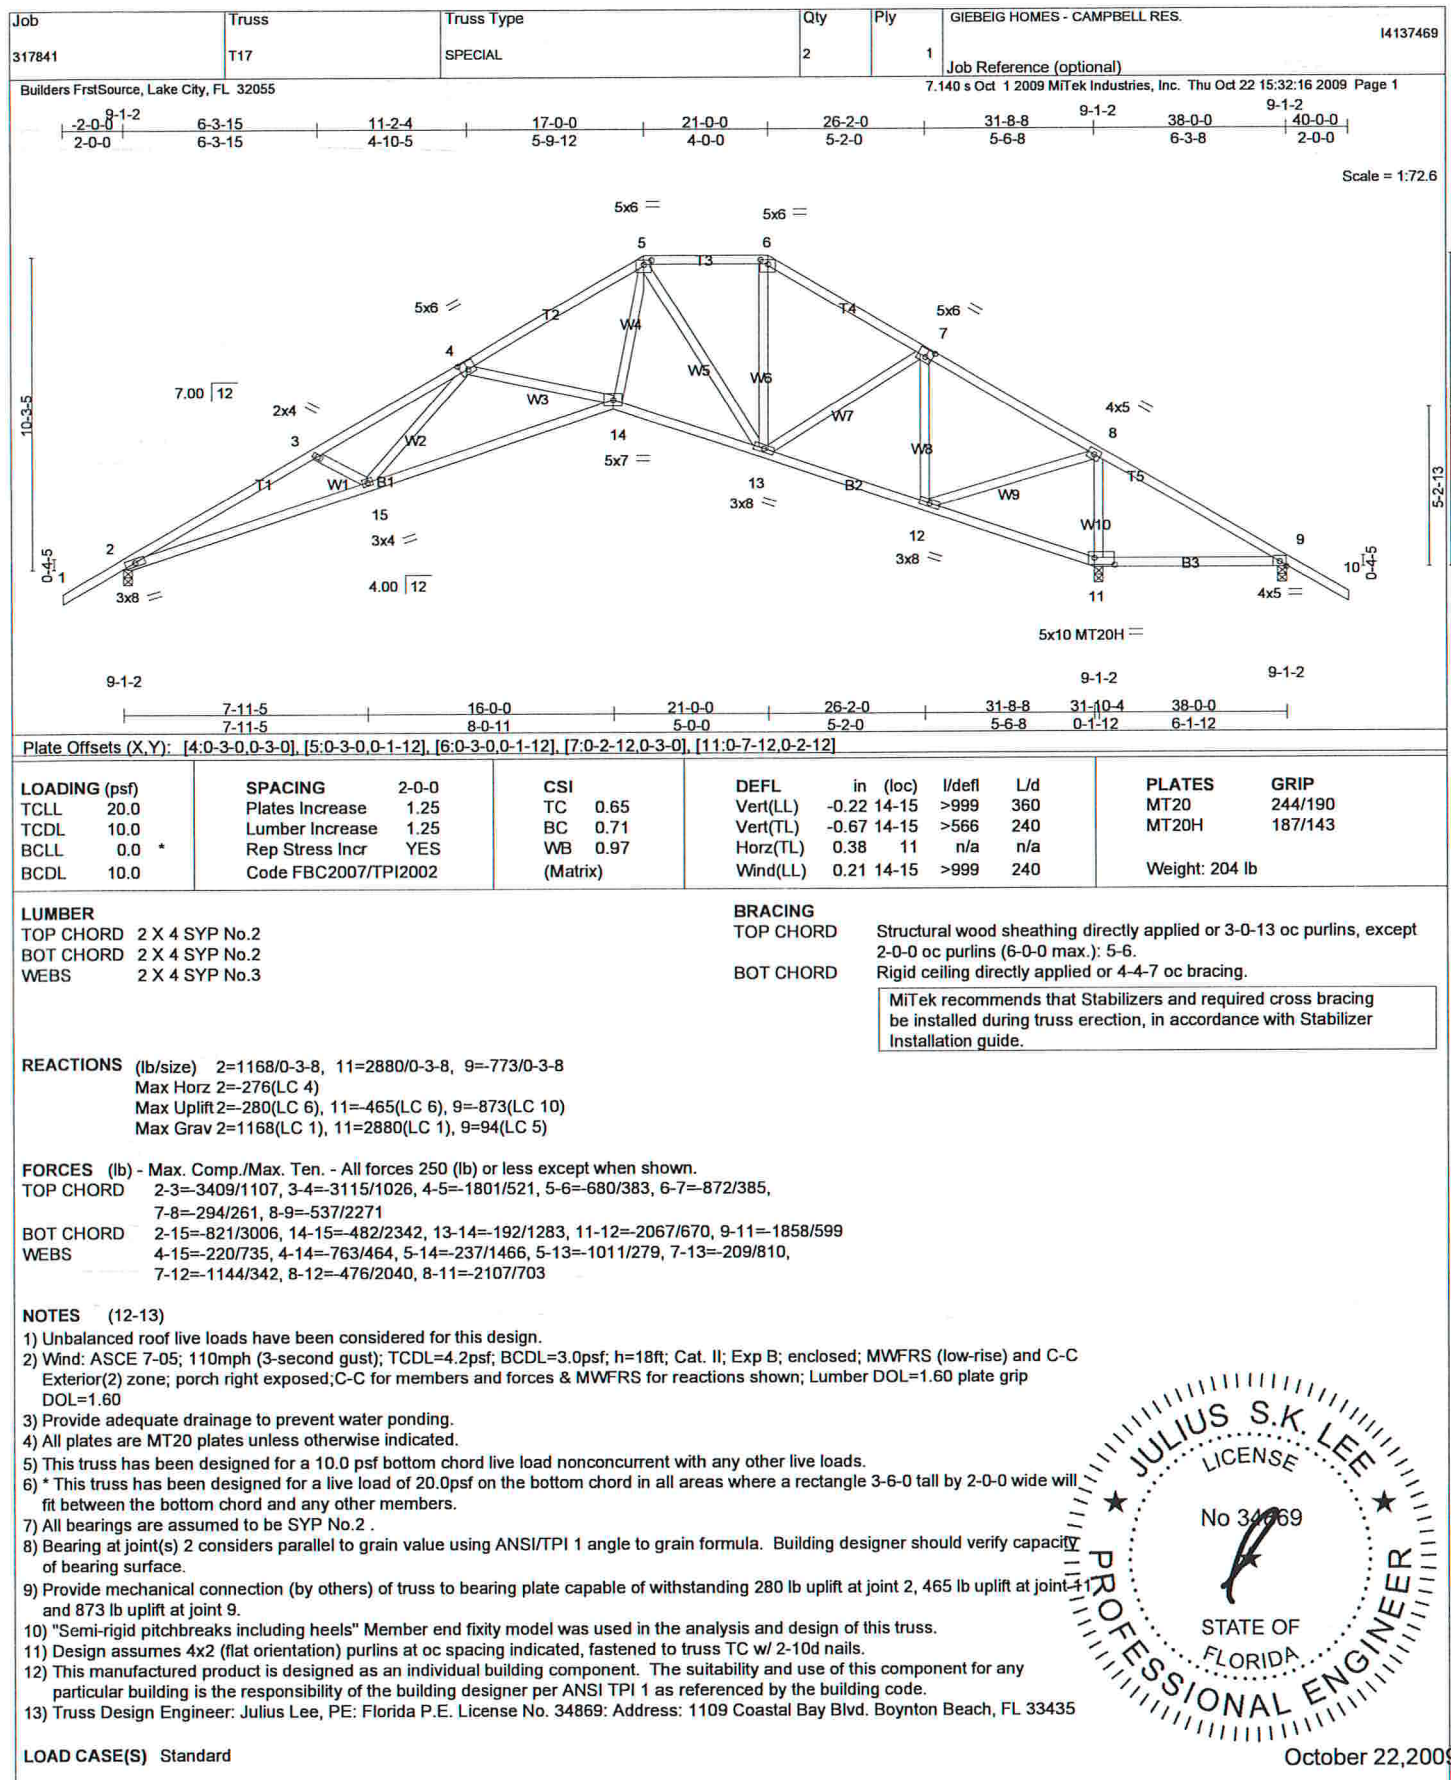 Job Truss Truss Type Qty Ply GIEBEIG HOMES - CAMPBELL RES.
I4137469
317841 T17 SPECIAL 2 1
Job Reference (optional)
Builders FrstSource, Lake City, FL 32055 7.140 s Oct 1 2009 MiTek Industries, Inc. Thu Oct 22 15:32:16 2009 Page 1
9-1-2 9-1-2 9-1-2
-2-0-0 6-3-15 11-2-4 17-0-0 21-0-0 26-2-0 31-8-8 38-0-0 40-0-0
2-0-0 6-3-15 4-10-5 5-9-12 4-0-0 5-2-0 5-6-8 6-3-8 2-0-0
Scale = 1:72.6
5x6 = 5x6 =
5 6
T3
5x6 T2 W4 T4 5x6
4 7
7.00 12 W5 W6
10-3-5
2x4 W3 W7 4x5
3 W2 14 8
5x7 = W8
T1 W1 B1 13 B2 W9 T5 5-2-13
15 3x8 =
3x4 = 12 W10
2 3x8 = 9
0-4-5 1 B3 10 0-4-5
3x8 = 4.00 12 11 4x5 =
5x10 MT20H =
9-1-2 9-1-2 9-1-2
7-11-5 16-0-0 21-0-0 26-2-0 31-8-8 31-10-4 38-0-0
7-11-5 8-0-11 5-0-0 5-2-0 5-6-8 0-1-12 6-1-12
Plate Offsets (X,Y): [4:0-3-0,0-3-0], [5:0-3-0,0-1-12], [6:0-3-0,0-1-12], [7:0-2-12,0-3-0], [11:0-7-12,0-2-12]
LOADING (psf) SPACING 2-0-0 CSI DEFL in (loc) l/defl L/d PLATES GRIP
TCLL 20.0 Plates Increase 1.25 TC 0.65 Vert(LL) -0.22 14-15 >999 360 MT20 244/190
TCDL 10.0 Lumber Increase 1.25 BC 0.71 Vert(TL) -0.67 14-15 >566 240 MT20H 187/143
BCLL 0.0 * Rep Stress Incr YES WB 0.97 Horz(TL) 0.38 11 n/a n/a
BCDL 10.0 Code FBC2007/TPI2002 (Matrix) Wind(LL) 0.21 14-15 >999 240 Weight: 204 lb
LUMBER
TOP CHORD 2 X 4 SYP No.2
BOT CHORD 2 X 4 SYP No.2
WEBS 2 X 4 SYP No.3
BRACING
TOP CHORD Structural wood sheathing directly applied or 3-0-13 oc purlins, except
2-0-0 oc purlins (6-0-0 max.): 5-6.
BOT CHORD Rigid ceiling directly applied or 4-4-7 oc bracing.
MiTek recommends that Stabilizers and required cross bracing
be installed during truss erection, in accordance with Stabilizer
Installation guide.
REACTIONS (lb/size) 2=1168/0-3-8, 11=2880/0-3-8, 9=-773/0-3-8
Max Horz 2=-276(LC 4)
Max Uplift 2=-280(LC 6), 11=-465(LC 6), 9=-873(LC 10)
Max Grav 2=1168(LC 1), 11=2880(LC 1), 9=94(LC 5)
FORCES (lb) - Max. Comp./Max. Ten. - All forces 250 (lb) or less except when shown.
TOP CHORD 2-3=-3409/1107, 3-4=-3115/1026, 4-5=-1801/521, 5-6=-680/383, 6-7=-872/385,
7-8=-294/261, 8-9=-537/2271
BOT CHORD 2-15=-821/3006, 14-15=-482/2342, 13-14=-192/1283, 11-12=-2067/670, 9-11=-1858/599
WEBS 4-15=-220/735, 4-14=-763/464, 5-14=-237/1466, 5-13=-1011/279, 7-13=-209/810,
7-12=-1144/342, 8-12=-476/2040, 8-11=-2107/703
NOTES (12-13)
1) Unbalanced roof live loads have been considered for this design.
2) Wind: ASCE 7-05; 110mph (3-second gust); TCDL=4.2psf; BCDL=3.0psf; h=18ft; Cat. II; Exp B; enclosed; MWFRS (low-rise) and C-C
Exterior(2) zone; porch right exposed;C-C for members and forces & MWFRS for reactions shown; Lumber DOL=1.60 plate grip
DOL=1.60
3) Provide adequate drainage to prevent water ponding.
4) All plates are MT20 plates unless otherwise indicated.
5) This truss has been designed for a 10.0 psf bottom chord live load nonconcurrent with any other live loads.
6) * This truss has been designed for a live load of 20.0psf on the bottom chord in all areas where a rectangle 3-6-0 tall by 2-0-0 wide will
fit between the bottom chord and any other members.
7) All bearings are assumed to be SYP No.2 .
8) Bearing at joint(s) 2 considers parallel to grain value using ANSI/TPI 1 angle to grain formula. Building designer should verify capacity
of bearing surface.
9) Provide mechanical connection (by others) of truss to bearing plate capable of withstanding 280 lb uplift at joint 2, 465 lb uplift at joint 11
and 873 lb uplift at joint 9.
10) "Semi-rigid pitchbreaks including heels" Member end fixity model was used in the analysis and design of this truss.
11) Design assumes 4x2 (flat orientation) purlins at oc spacing indicated, fastened to truss TC w/ 2-10d nails.
12) This manufactured product is designed as an individual building component. The suitability and use of this component for any
particular building is the responsibility of the building designer per ANSI TPI 1 as referenced by the building code.
13) Truss Design Engineer: Julius Lee, PE: Florida P.E. License No. 34869: Address: 1109 Coastal Bay Blvd. Boynton Beach, FL 33435
LOAD CASE(S) Standard
JULIUS S.K. LEE
LICENSE
No 34869
STATE OF
FLORIDA
PROFESSIONAL ENGINEER
October 22,2009